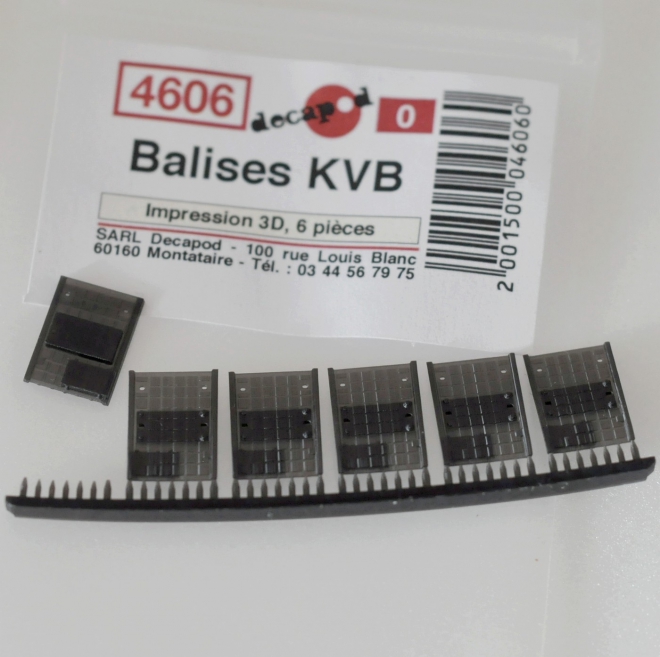 4606
decapod
0
Balises KVB
Impression 3D, 6 pièces
SARL Decapod - 100 rue Louis Blanc
60160 Montataire - Tél. : 03 44 56 79 75
2 001500 046060